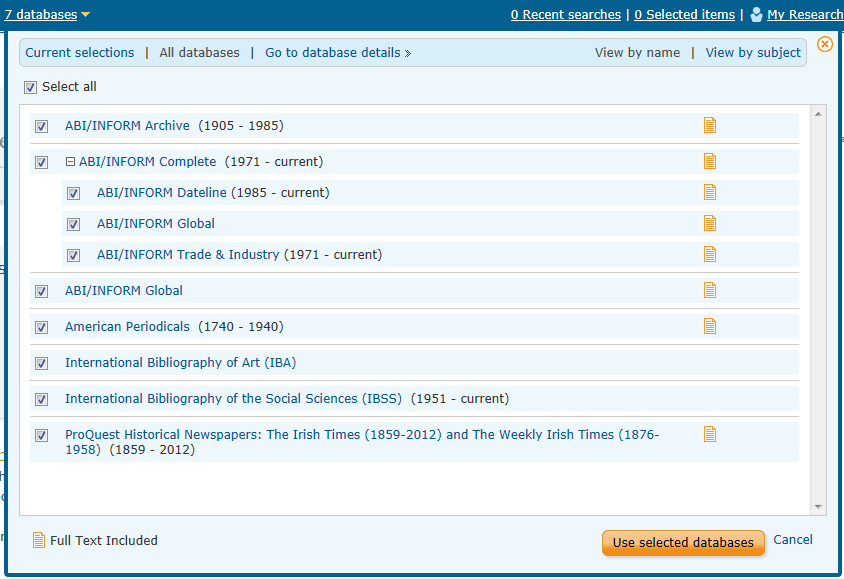 7 databases
0 Recent searches | 0 Selected items | My Research
Current selections | All databases | Go to database details »
View by name | View by subject
Select all
ABI/INFORM Archive (1905 - 1985)
ABI/INFORM Complete (1971 - current)
ABI/INFORM Dateline (1985 - current)
ABI/INFORM Global
ABI/INFORM Trade & Industry (1971 - current)
ABI/INFORM Global
American Periodicals (1740 - 1940)
International Bibliography of Art (IBA)
International Bibliography of the Social Sciences (IBSS) (1951 - current)
ProQuest Historical Newspapers: The Irish Times (1859-2012) and The Weekly Irish Times (1876-
1958) (1859 - 2012)
Full Text Included
Use selected databases
Cancel